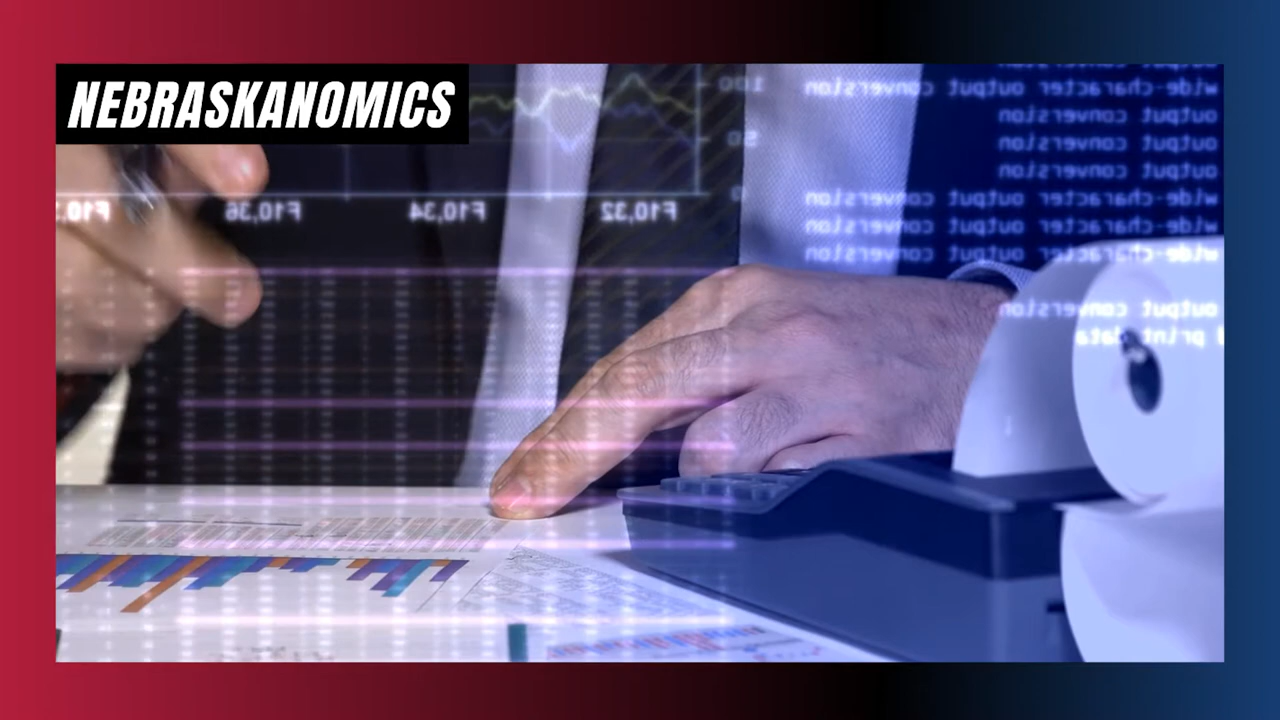 NEBRASKANOMICS
100
50
0
F10,36
F10,34
F10,32
wide-character output conversion
output conversion
output conversion
output conversion
wide character output conversion
wide-character output conversion
wide-character output conversion
output conversion
print data